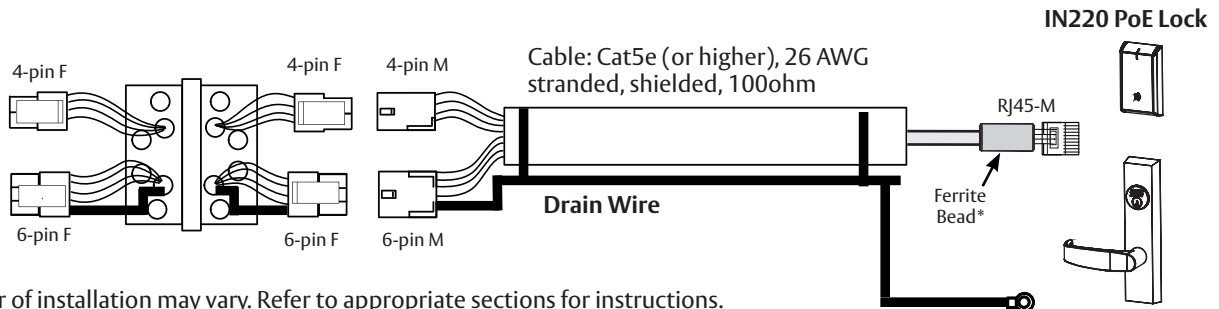 IN220 PoE Lock
Cable: Cat5e (or higher), 26 AWG
stranded, shielded, 100ohm
4-pin F
4-pin F
4-pin M
RJ45-M
Ferrite
Bead*
Drain Wire
6-pin F
6-pin F
6-pin M
of installation may vary. Refer to appropriate sections for instructions.